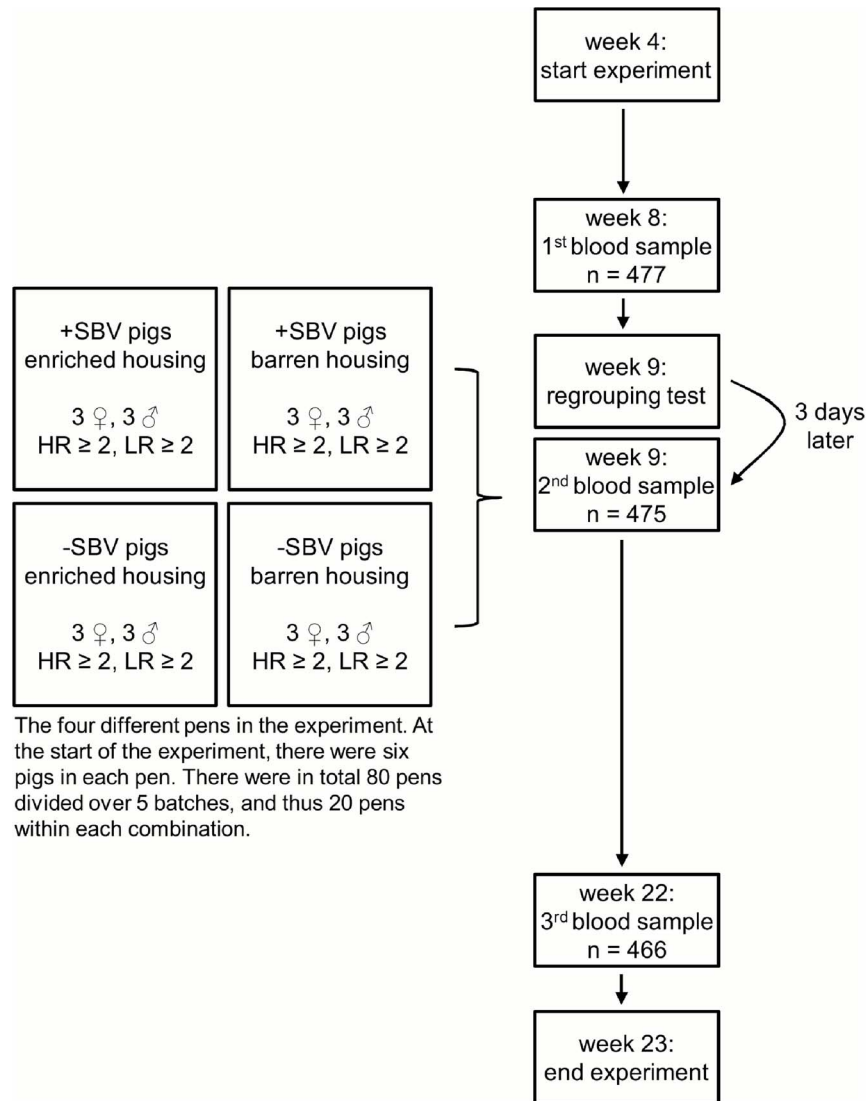 week 4:
start experiment
week 8:
1st blood sample
n = 477
week 9:
regrouping test
3 days
later
week 9:
2nd blood sample
n = 475
+SBV pigs
enriched housing
3 ♀, 3 ♂
HR ≥ 2, LR ≥ 2
+SBV pigs
barren housing
3 ♀, 3 ♂
HR ≥ 2, LR ≥ 2
-SBV pigs
enriched housing
3 ♀, 3 ♂
HR ≥ 2, LR ≥ 2
-SBV pigs
barren housing
3 ♀, 3 ♂
HR ≥ 2, LR ≥ 2
The four different pens in the experiment. At
the start of the experiment, there were six
pigs in each pen. There were in total 80 pens
divided over 5 batches, and thus 20 pens
within each combination.
week 22:
3rd blood sample
n = 466
week 23:
end experiment